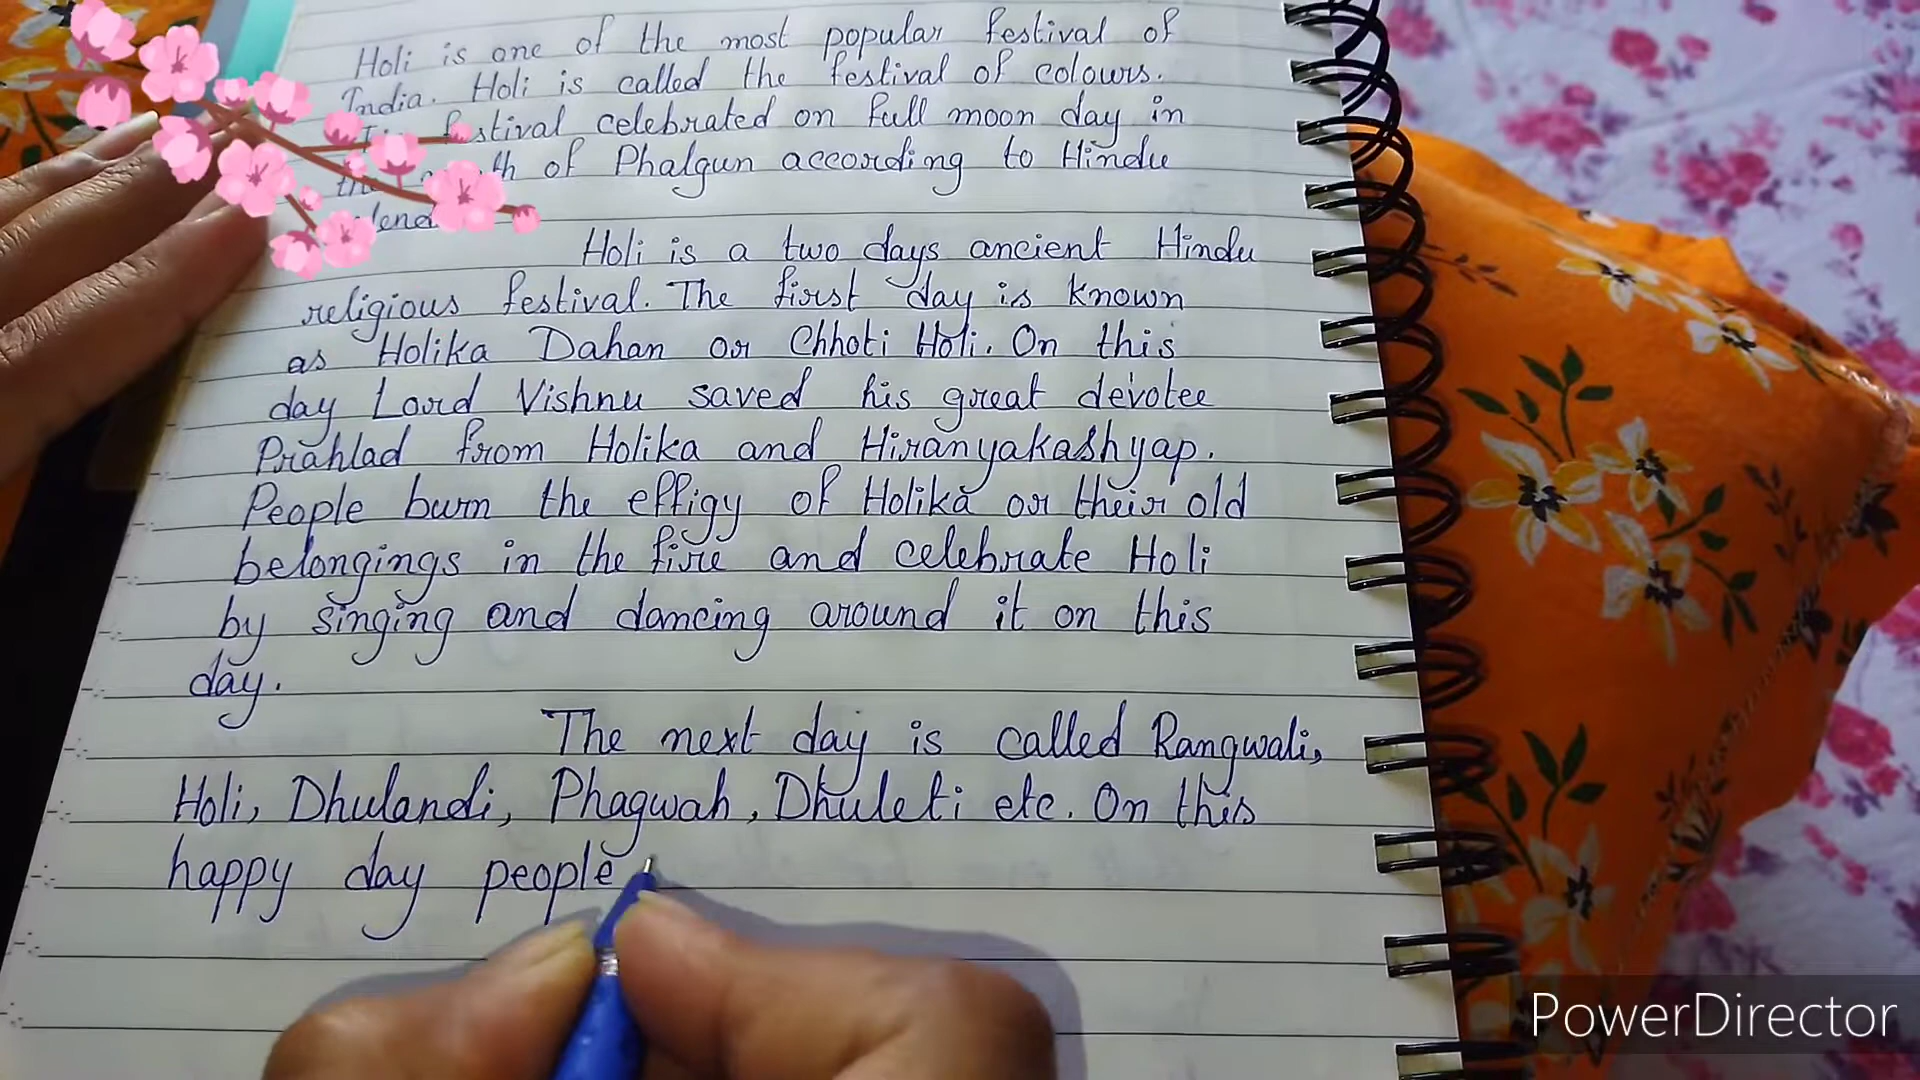 Holi is one of the most popular festival of
India. Holi is called the festival of colours.
festival celebrated on full moon day in
of Phalgun according to Hindu
Holi is a two days ancient Hindu
religious festival. The first day is known
as Holika Dahan or Chhoti Holi. On this
day Lord Vishnu saved his great devotee
Prahlad from Holika and Hiranyakashyap.
People burn the effigy of Holika or their old
belongings in the fire and celebrate Holi
by singing and dancing around it on this
day.
The next day is called Rangwali,
Holi, Dhulandi, Phagwah, Dhuleti etc. On this
happy day people
PowerDirector